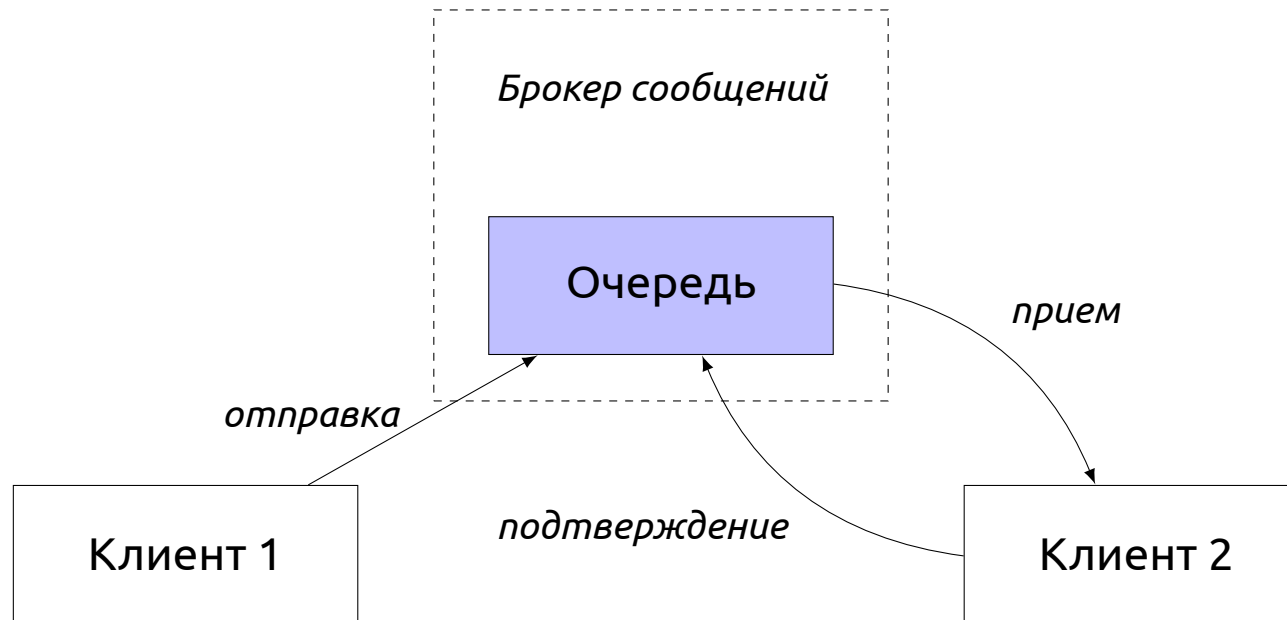 Брокер сообщений
Очередь
прием
отправка
подтверждение
Клиент 1
Клиент 2